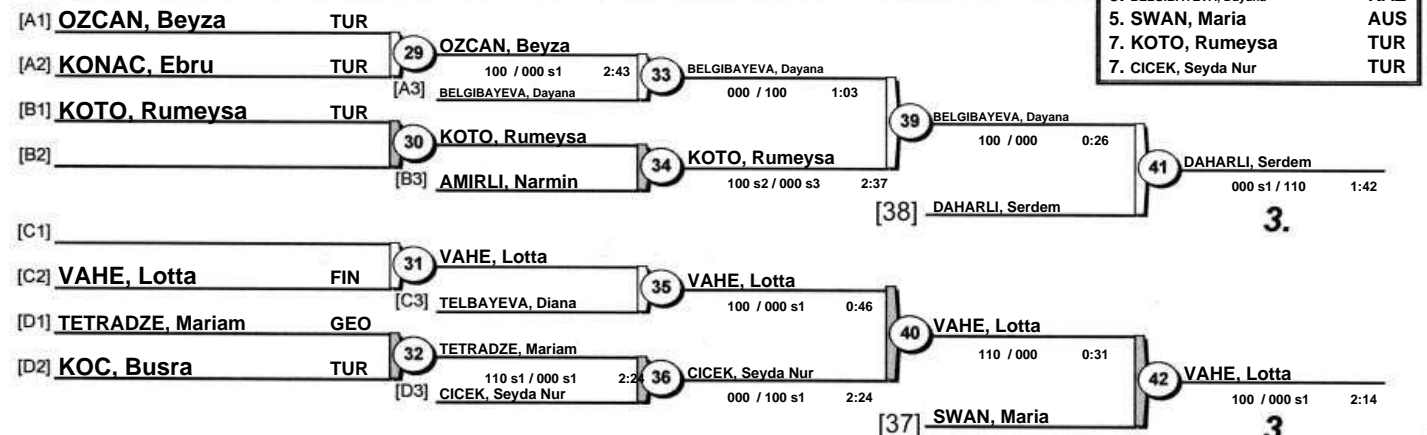 [A1] OZCAN, Beyza TUR
[A2] KONAC, Ebru TUR
29 OZCAN, Beyza
100 / 000 s1 2:43
[A3] BELGIBAYEVA, Dayana
33 BELGIBAYEVA, Dayana
000 / 100 1:03
[B1] KOTO, Rumeysa TUR
[B2]
30 KOTO, Rumeysa
[B3] AMIRLI, Narmin
34 KOTO, Rumeysa
100 s2 / 000 s3 2:37
39 BELGIBAYEVA, Dayana
100 / 000 0:26
[38] DAHARLI, Serdem
41 DAHARLI, Serdem
000 s1 / 110 1:42
3.
[C1]
[C2] VAHE, Lotta FIN
31 VAHE, Lotta
[C3] TELBAYEVA, Diana
35 VAHE, Lotta
100 / 000 s1 0:46
[D1] TETRADZE, Mariam GEO
[D2] KOC, Busra TUR
32 TETRADZE, Mariam
110 s1 / 000 s1 2:24
[D3] CICEK, Seyda Nur
36 CICEK, Seyda Nur
000 / 100 s1 2:24
40 VAHE, Lotta
110 / 000 0:31
[37] SWAN, Maria
42 VAHE, Lotta
100 / 000 s1 2:14
3
5. SWAN, Maria AUS
7. KOTO, Rumeysa TUR
7. CICEK, Seyda Nur TUR